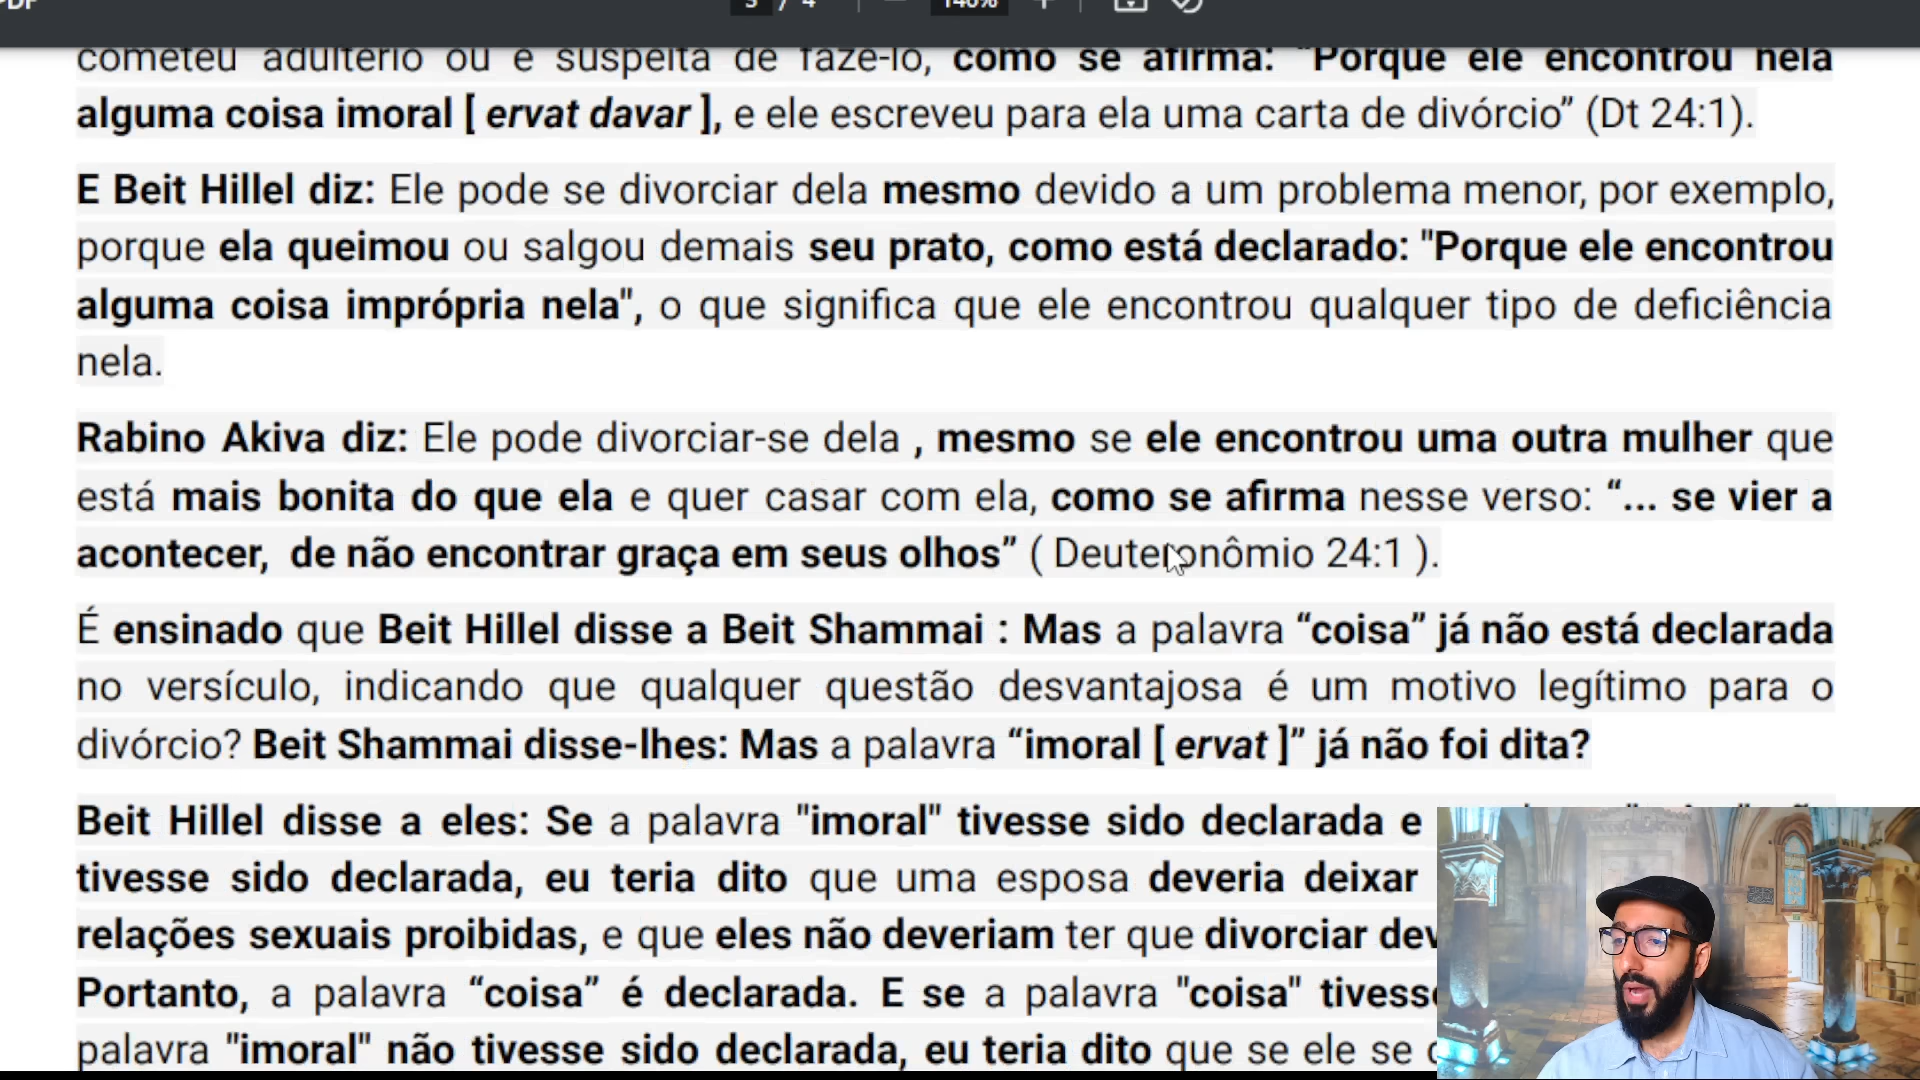 PDF
3 / 4
140%
cometeu adultério ou é suspeita de fazê-lo, como se afirma: "Porque ele encontrou nela
alguma coisa imoral [ ervat davar ], e ele escreveu para ela uma carta de divórcio” (Dt 24:1).
E Beit Hillel diz: Ele pode se divorciar dela mesmo devido a um problema menor, por exemplo,
porque ela queimou ou salgou demais seu prato, como está declarado: "Porque ele encontrou
alguma coisa imprópria nela", o que significa que ele encontrou qualquer tipo de deficiência
nela.
Rabino Akiva diz: Ele pode divorciar-se dela , mesmo se ele encontrou uma outra mulher que
está mais bonita do que ela e quer casar com ela, como se afirma nesse verso: “... se vier a
acontecer, de não encontrar graça em seus olhos” ( Deuteronômio 24:1 ).
É ensinado que Beit Hillel disse a Beit Shammai : Mas a palavra “coisa” já não está declarada
no versículo, indicando que qualquer questão desvantajosa é um motivo legítimo para o
divórcio? Beit Shammai disse-lhes: Mas a palavra “imoral [ ervat ]” já não foi dita?
Beit Hillel disse a eles: Se a palavra "imoral" tivesse sido declarada e
tivesse sido declarada, eu teria dito que uma esposa deveria deixar
relações sexuais proibidas, e que eles não deveriam ter que divorciar
Portanto, a palavra “coisa” é declarada. E se a palavra "coisa"
palavra "imoral" não tivesse sido declarada, eu teria dito que se ele se